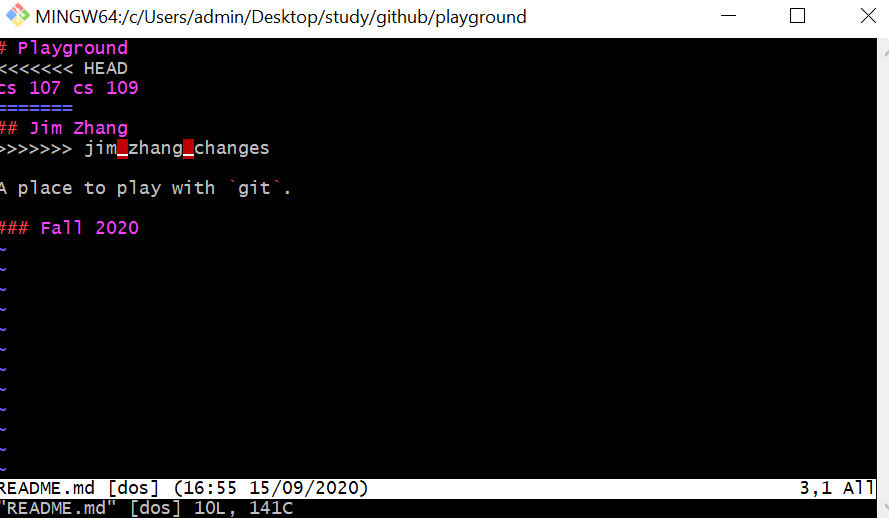 MINGW64:/c/Users/admin/Desktop/study/github/playground
# Playground
<<<<<<< HEAD
cs 107 cs 109
=======
## Jim Zhang
>>>>>>> jim_zhang_changes
A place to play with `git`.
### Fall 2020
~
~
~
~
~
~
~
~
~
~
~
~
README.md [dos] (16:55 15/09/2020) 3,1 All
"README.md" [dos] 10L, 141C